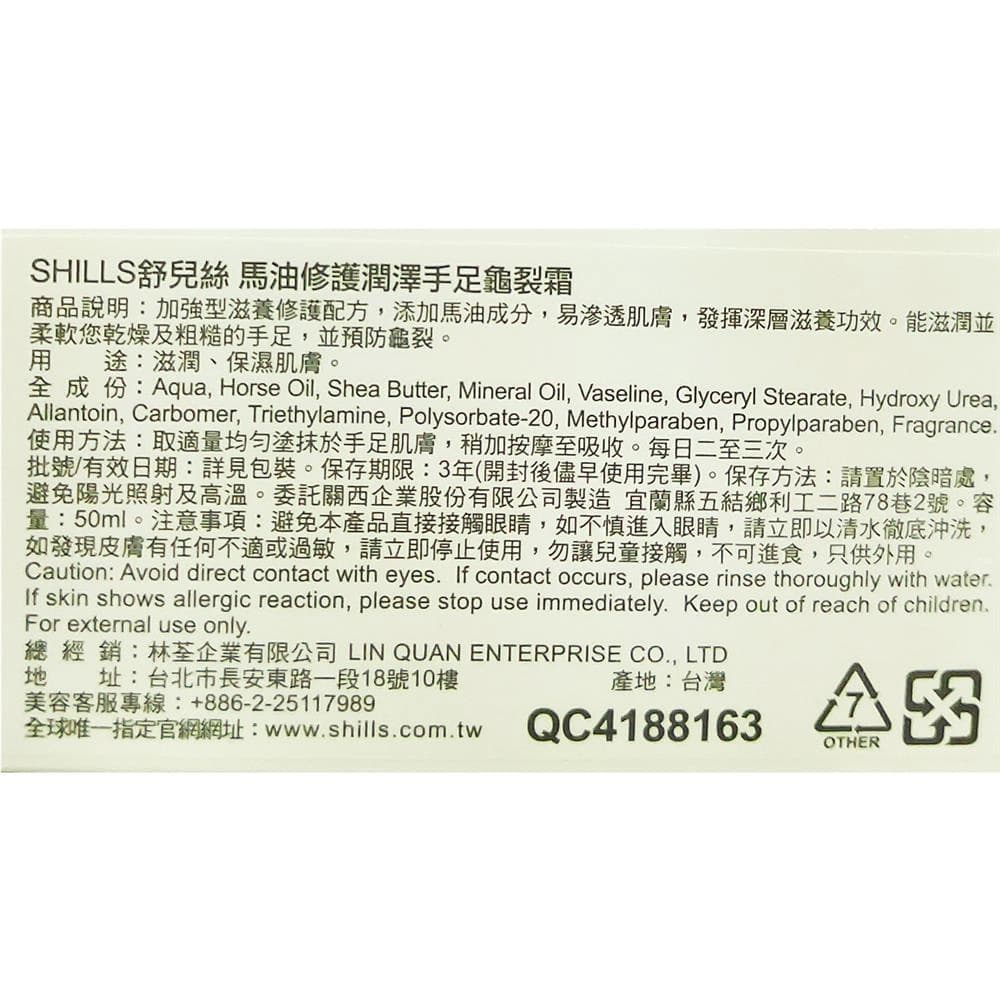 SHILLS舒兒絲 馬油修護潤澤手足龜裂霜
商品說明：加強型滋養修護配方，添加馬油成分，易滲透肌膚，發揮深層滋養功效。能滋潤並
柔軟您乾燥及粗糙的手足，並預防龜裂。
用　　途：滋潤、保濕肌膚。
全 成 份：Aqua, Horse Oil, Shea Butter, Mineral Oil, Vaseline, Glyceryl Stearate, Hydroxy Urea,
Allantoin, Carbomer, Triethylamine, Polysorbate-20, Methylparaben, Propylparaben, Fragrance.
使用方法：取適量均勻塗抹於手足肌膚，稍加按摩至吸收。每日二至三次。
批號/有效日期：詳見包裝。保存期限：3年(開封後儘早使用完畢)。保存方法：請置於陰暗處，
避免陽光照射及高溫。委託關西企業股份有限公司製造 宜蘭縣五結鄉利工二路78巷2號。容
量：50ml。注意事項：避免本產品直接接觸眼睛，如不慎進入眼睛，請立即以清水徹底沖洗，
如發現皮膚有任何不適或過敏，請立即停止使用，勿讓兒童接觸，不可進食，只供外用。
Caution: Avoid direct contact with eyes. If contact occurs, please rinse thoroughly with water.
If skin shows allergic reaction, please stop use immediately. Keep out of reach of children.
For external use only.
總 經 銷：林荃企業有限公司 LIN QUAN ENTERPRISE CO., LTD
地　　址：台北市長安東路一段18號10樓　產地：台灣
美容客服專線：+886-2-25117989
全球唯一指定官網網址：www.shills.com.tw
QC4188163
7
OTHER